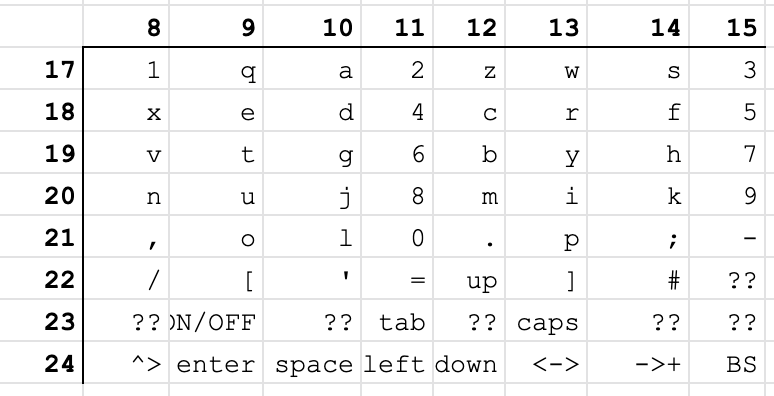 8 9 10 11 12 13 14 15
17 1 q a 2 z w s 3
18 x e d 4 c r f 5
19 v t g 6 b y h 7
20 n u j 8 m i k 9
21 , o l 0 . p ; -
22 / [ ' = up ] # ??
23 ?? ON/OFF ?? tab ?? caps ?? ??
24 ^> enter space left down <-> ->+ BS